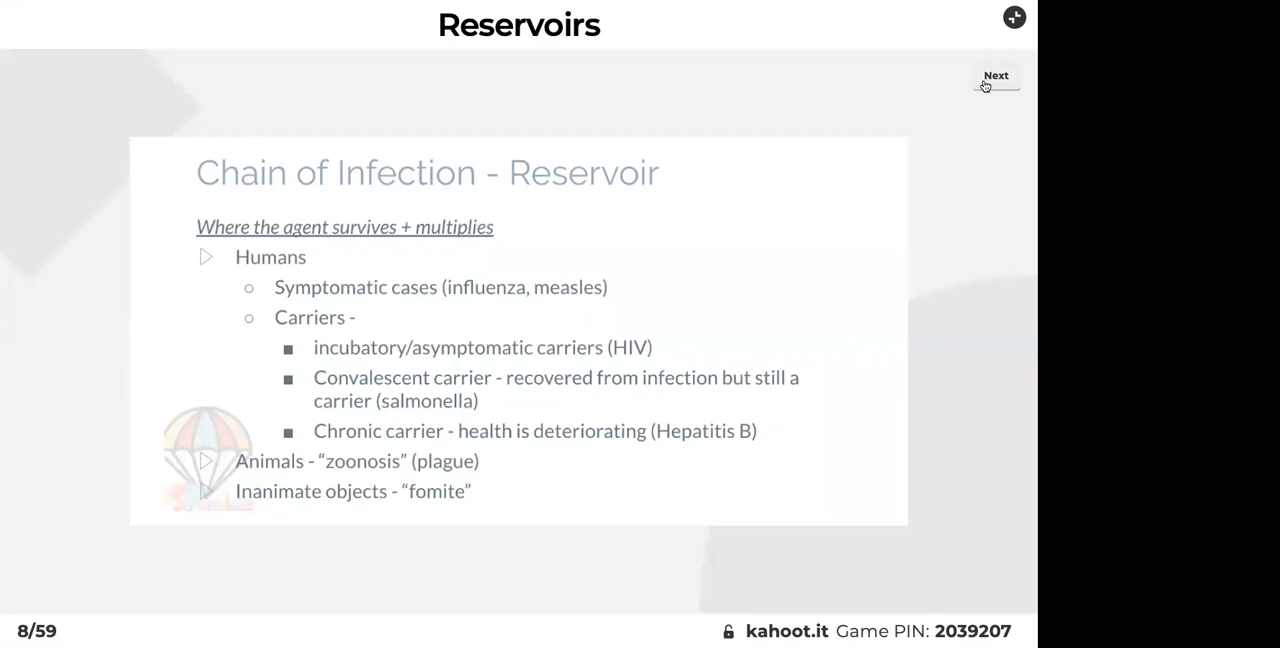 Reservoirs
Next
Chain of Infection - Reservoir
Where the agent survives + multiplies
Humans
Symptomatic cases (influenza, measles)
Carriers -
incubatory/asymptomatic carriers (HIV)
Convalescent carrier - recovered from infection but still a
carrier (salmonella)
Chronic carrier - health is deteriorating (Hepatitis B)
Animals - “zoonosis” (plague)
Inanimate objects - “fomite”
8/59
kahoot.it Game PIN: 2039207